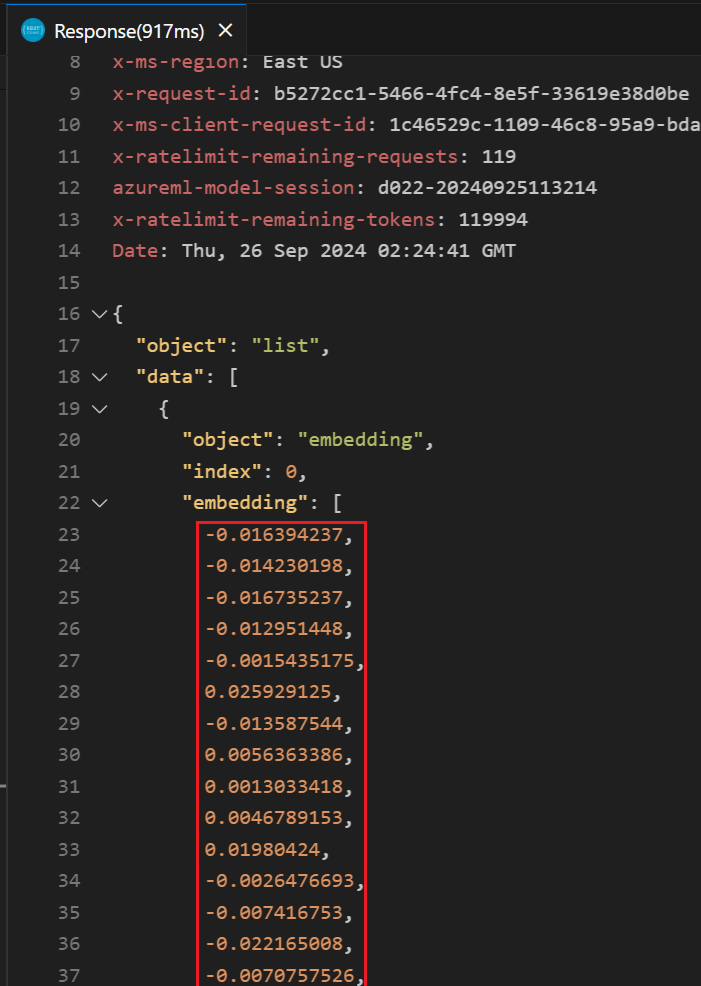 Response(917ms) ×
8 x-ms-region: East US
9 x-request-id: b5272cc1-5466-4fc4-8e5f-33619e38d0be
10 x-ms-client-request-id: 1c46529c-1109-46c8-95a9-bda
11 x-ratelimit-remaining-requests: 119
12 azureml-model-session: d022-20240925113214
13 x-ratelimit-remaining-tokens: 119994
14 Date: Thu, 26 Sep 2024 02:24:41 GMT
15
16 {
17 "object": "list",
18 "data": [
19 {
20 "object": "embedding",
21 "index": 0,
22 "embedding": [
23 -0.016394237,
24 -0.014230198,
25 -0.016735237,
26 -0.012951448,
27 -0.0015435175,
28 0.025929125,
29 -0.013587544,
30 0.0056363386,
31 0.0013033418,
32 0.0046789153,
33 0.01980424,
34 -0.0026476693,
35 -0.007416753,
36 -0.022165008,
37 -0.0070757526,